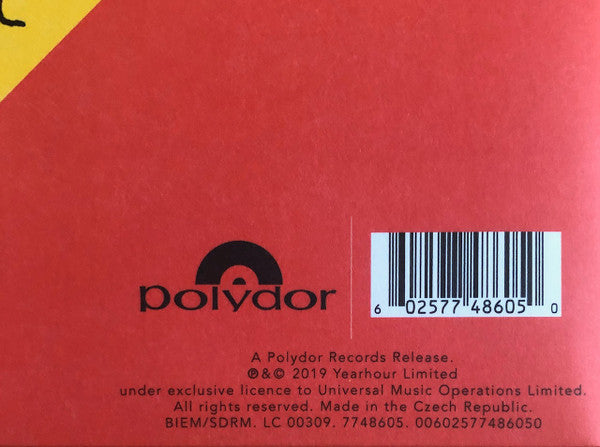 polydor
6 02577 48605 0
A Polydor Records Release.
℗&© 2019 Yearhour Limited
under exclusive licence to Universal Music Operations Limited.
All rights reserved. Made in the Czech Republic.
BIEM/SDRM. LC 00309. 7748605. 00602577486050